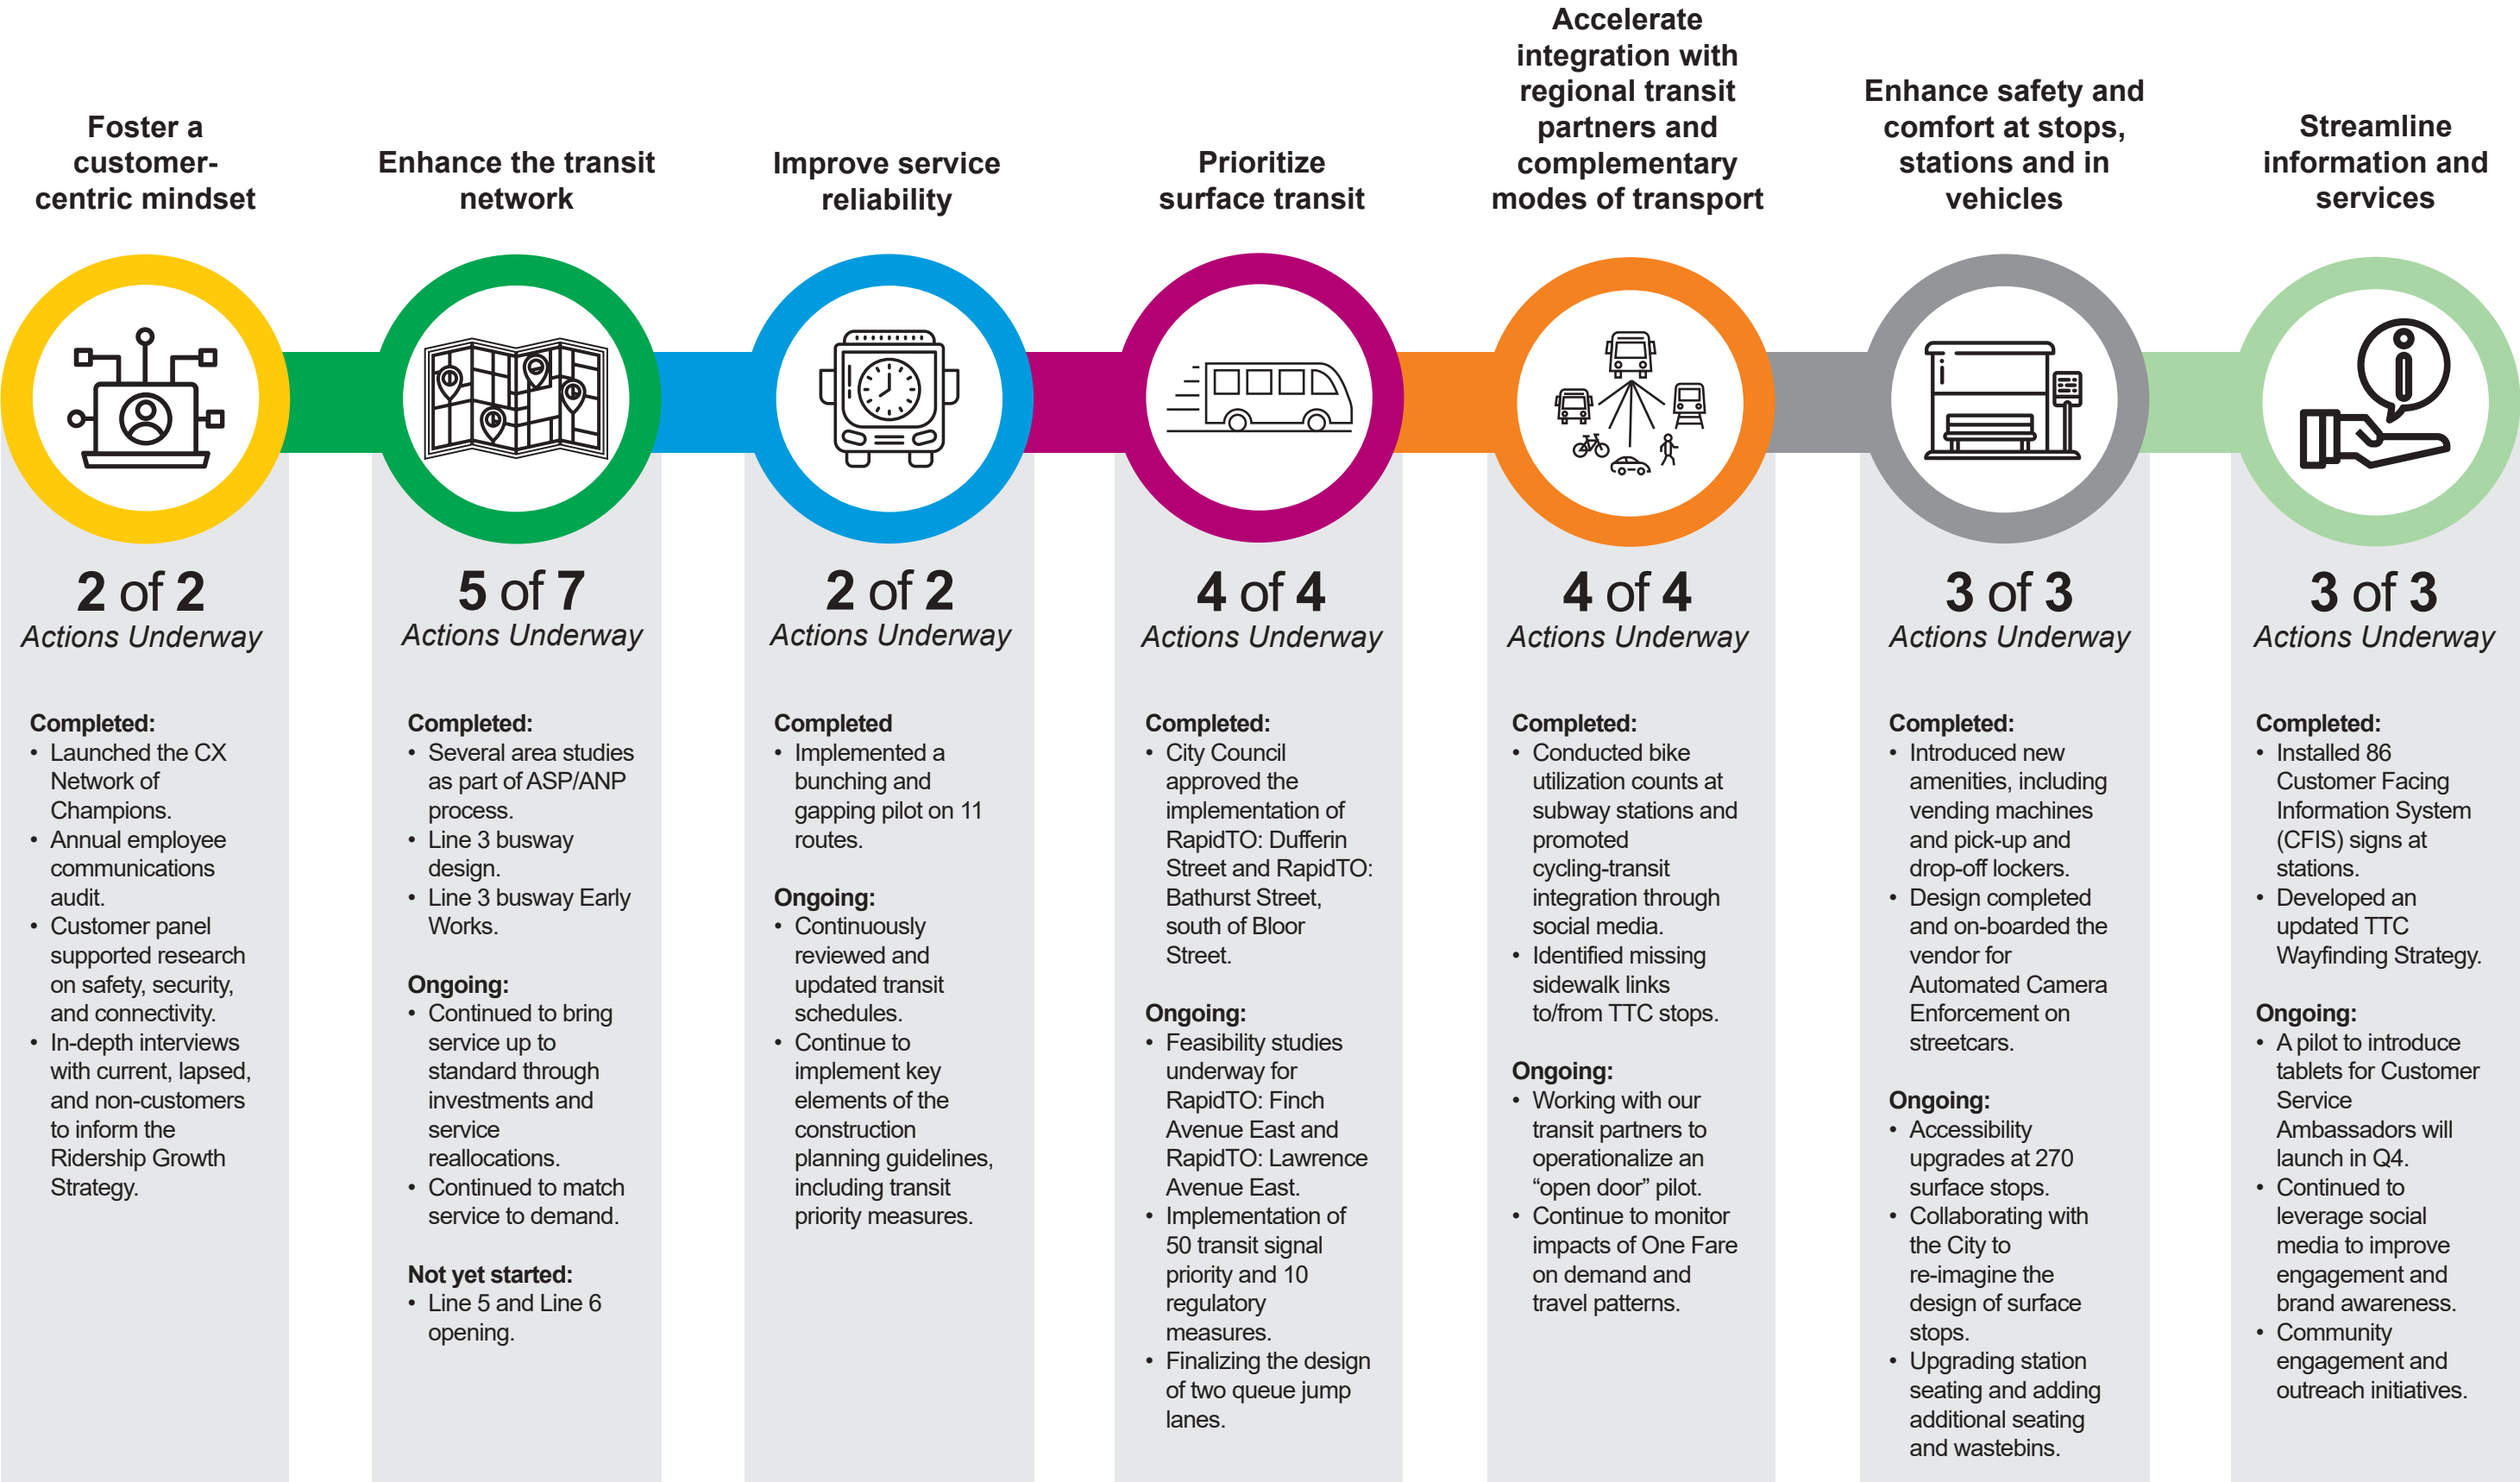 Foster a
customer-
centric mindset
2 of 2
Actions Underway
Completed:
• Launched the CX
Network of
Champions.
• Annual employee
communications
audit.
• Customer panel
supported research
on safety, security,
and connectivity.
• In-depth interviews
with current, lapsed,
and non-customers
to inform the
Ridership Growth
Strategy.
Enhance the transit
network
5 of 7
Actions Underway
Completed:
• Several area studies
as part of ASP/ANP
process.
• Line 3 busway
design.
• Line 3 busway Early
Works.
Ongoing:
• Continued to bring
service up to
standard through
investments and
service
reallocations.
• Continued to match
service to demand.
Not yet started:
• Line 5 and Line 6
opening.
Improve service
reliability
2 of 2
Actions Underway
Completed
• Implemented a
bunching and
gapping pilot on 11
routes.
Ongoing:
• Continuously
reviewed and
updated transit
schedules.
• Continue to
implement key
elements of the
construction
planning guidelines,
including transit
priority measures.
Prioritize
surface transit
4 of 4
Actions Underway
Completed:
• City Council
approved the
implementation of
RapidTO: Dufferin
Street and RapidTO:
Bathurst Street,
south of Bloor
Street.
Ongoing:
• Feasibility studies
underway for
RapidTO: Finch
Avenue East and
RapidTO: Lawrence
Avenue East.
• Implementation of
50 transit signal
priority and 10
regulatory
measures.
• Finalizing the design
of two queue jump
lanes.
Accelerate
integration with
regional transit
partners and
complementary
modes of transport
4 of 4
Actions Underway
Completed:
• Conducted bike
utilization counts at
subway stations and
promoted
cycling-transit
integration through
social media.
• Identified missing
sidewalk links
to/from TTC stops.
Ongoing:
• Working with our
transit partners to
operationalize an
“open door” pilot.
• Continue to monitor
impacts of One Fare
on demand and
travel patterns.
Enhance safety and
comfort at stops,
stations and in
vehicles
3 of 3
Actions Underway
Completed:
• Introduced new
amenities, including
vending machines
and pick-up and
drop-off lockers.
• Design completed
and on-boarded the
vendor for
Automated Camera
Enforcement on
streetcars.
Ongoing:
• Accessibility
upgrades at 270
surface stops.
• Collaborating with
the City to
re-imagine the
design of surface
stops.
• Upgrading station
seating and adding
additional seating
and wastebins.
Streamline
information and
services
3 of 3
Actions Underway
Completed:
• Installed 86
Customer Facing
Information System
(CFIS) signs at
stations.
• Developed an
updated TTC
Wayfinding Strategy.
Ongoing:
• A pilot to introduce
tablets for Customer
Service
Ambassadors will
launch in Q4.
• Continued to
leverage social
media to improve
engagement and
brand awareness.
• Community
engagement and
outreach initiatives.